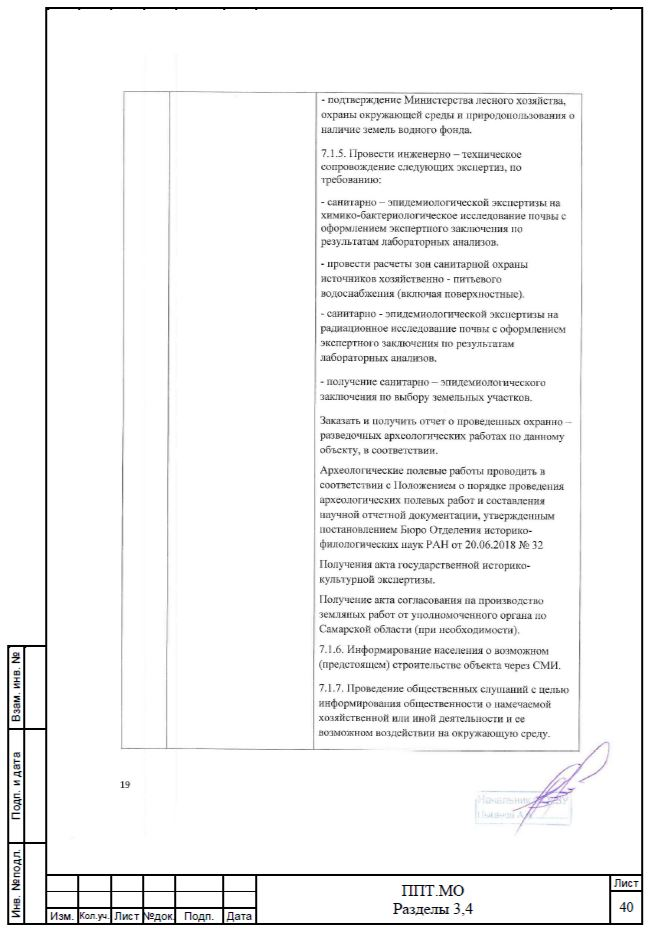 - подтверждение Министерства лесного хозяйства,
охраны окружающей среды и природопользования о
наличие земель водного фонда.
7.1.5. Провести инженерно – техническое
сопровождение следующих экспертиз, по
требованию:
- санитарно – эпидемиологической экспертизы на
химико-бактериологическое исследование почвы с
оформлением экспертного заключения по
результатам лабораторных анализов.
- провести расчеты зон санитарной охраны
источников хозяйственно - питьевого
водоснабжения (включая поверхностные).
- санитарно - эпидемиологической экспертизы на
радиационное исследование почвы с оформлением
экспертного заключения по результатам
лабораторных анализов.
- получение санитарно – эпидемиологического
заключения по выбору земельных участков.
Заказать и получить отчет о проведенных охранно –
разведочных археологических работах по данному
объекту, в соответствии.
Археологические полевые работы проводить в
соответствии с Положением о порядке проведения
археологических полевых работ и составления
научной отчетной документации, утвержденным
постановлением Бюро Отделения историко-
филологических наук РАН от 20.06.2018 № 32
Получения акта государственной историко-
культурной экспертизы.
Получение акта согласования на производство
земляных работ от уполномоченного органа по
Самарской области (при необходимости).
7.1.6. Информирование населения о возможном
(предстоящем) строительстве объекта через СМИ.
7.1.7. Проведение общественных слушаний с целью
информирования общественности о намечаемой
хозяйственной или иной деятельности и ее
возможном воздействии на окружающую среду.
19
Начальник
Взам. инв. №
Подп. и дата
Инв. №подл.
Изм. Кол.уч. Лист №док. Подп. Дата
ППТ.МО
Разделы 3,4
Лист
40